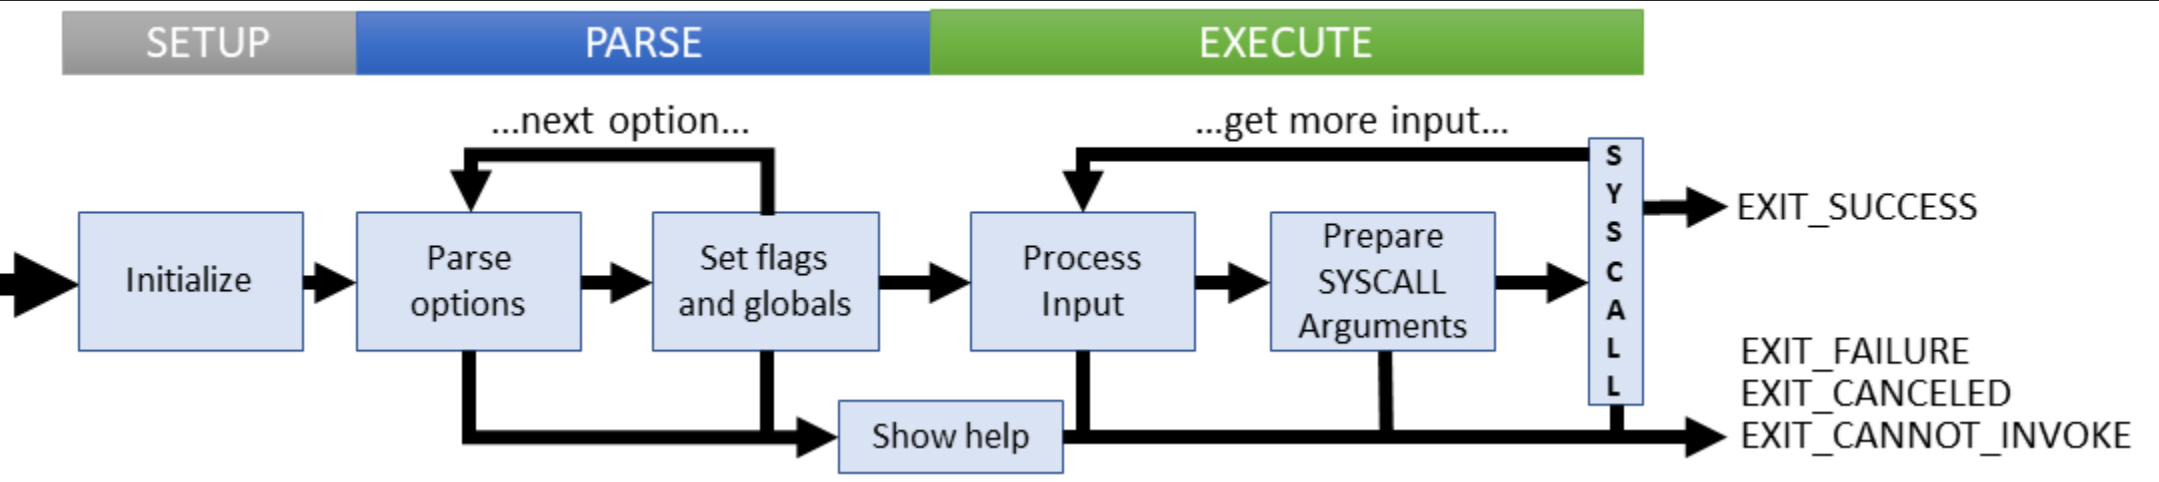 SETUP
PARSE
EXECUTE
...next option...
...get more input...
Initialize
Parse
options
Set flags
and globals
Process
Input
Prepare
SYSCALL
Arguments
S
Y
S
C
A
L
L
EXIT_SUCCESS
Show help
EXIT_FAILURE
EXIT_CANCELED
EXIT_CANNOT_INVOKE